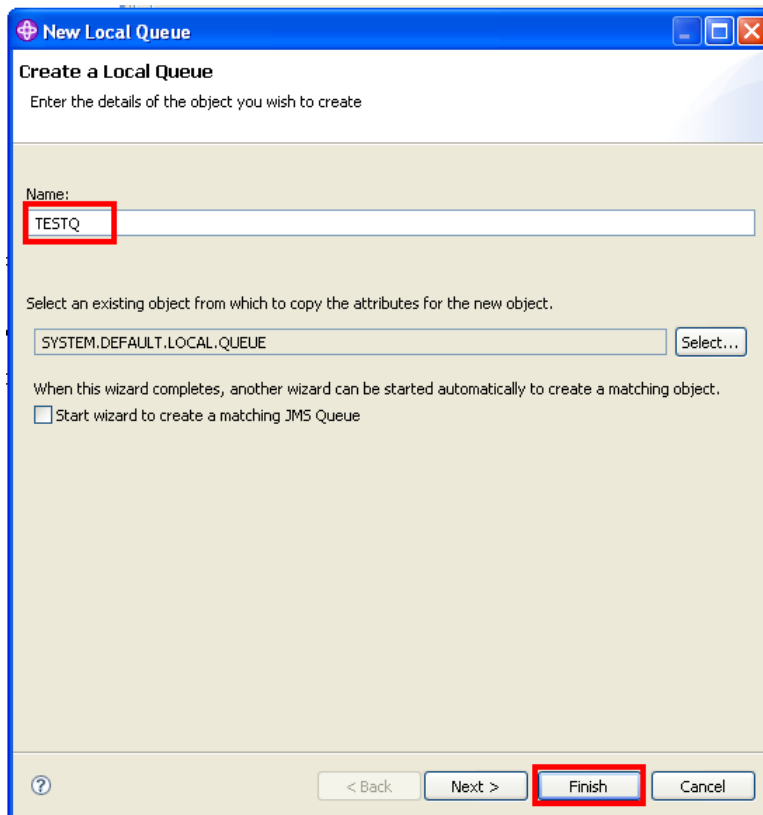 New Local Queue
Create a Local Queue
Enter the details of the object you wish to create
Name:
TESTQ
Select an existing object from which to copy the attributes for the new object.
SYSTEM.DEFAULT.LOCAL.QUEUE
Select...
When this wizard completes, another wizard can be started automatically to create a matching object.
Start wizard to create a matching JMS Queue
?
< Back
Next >
Finish
Cancel